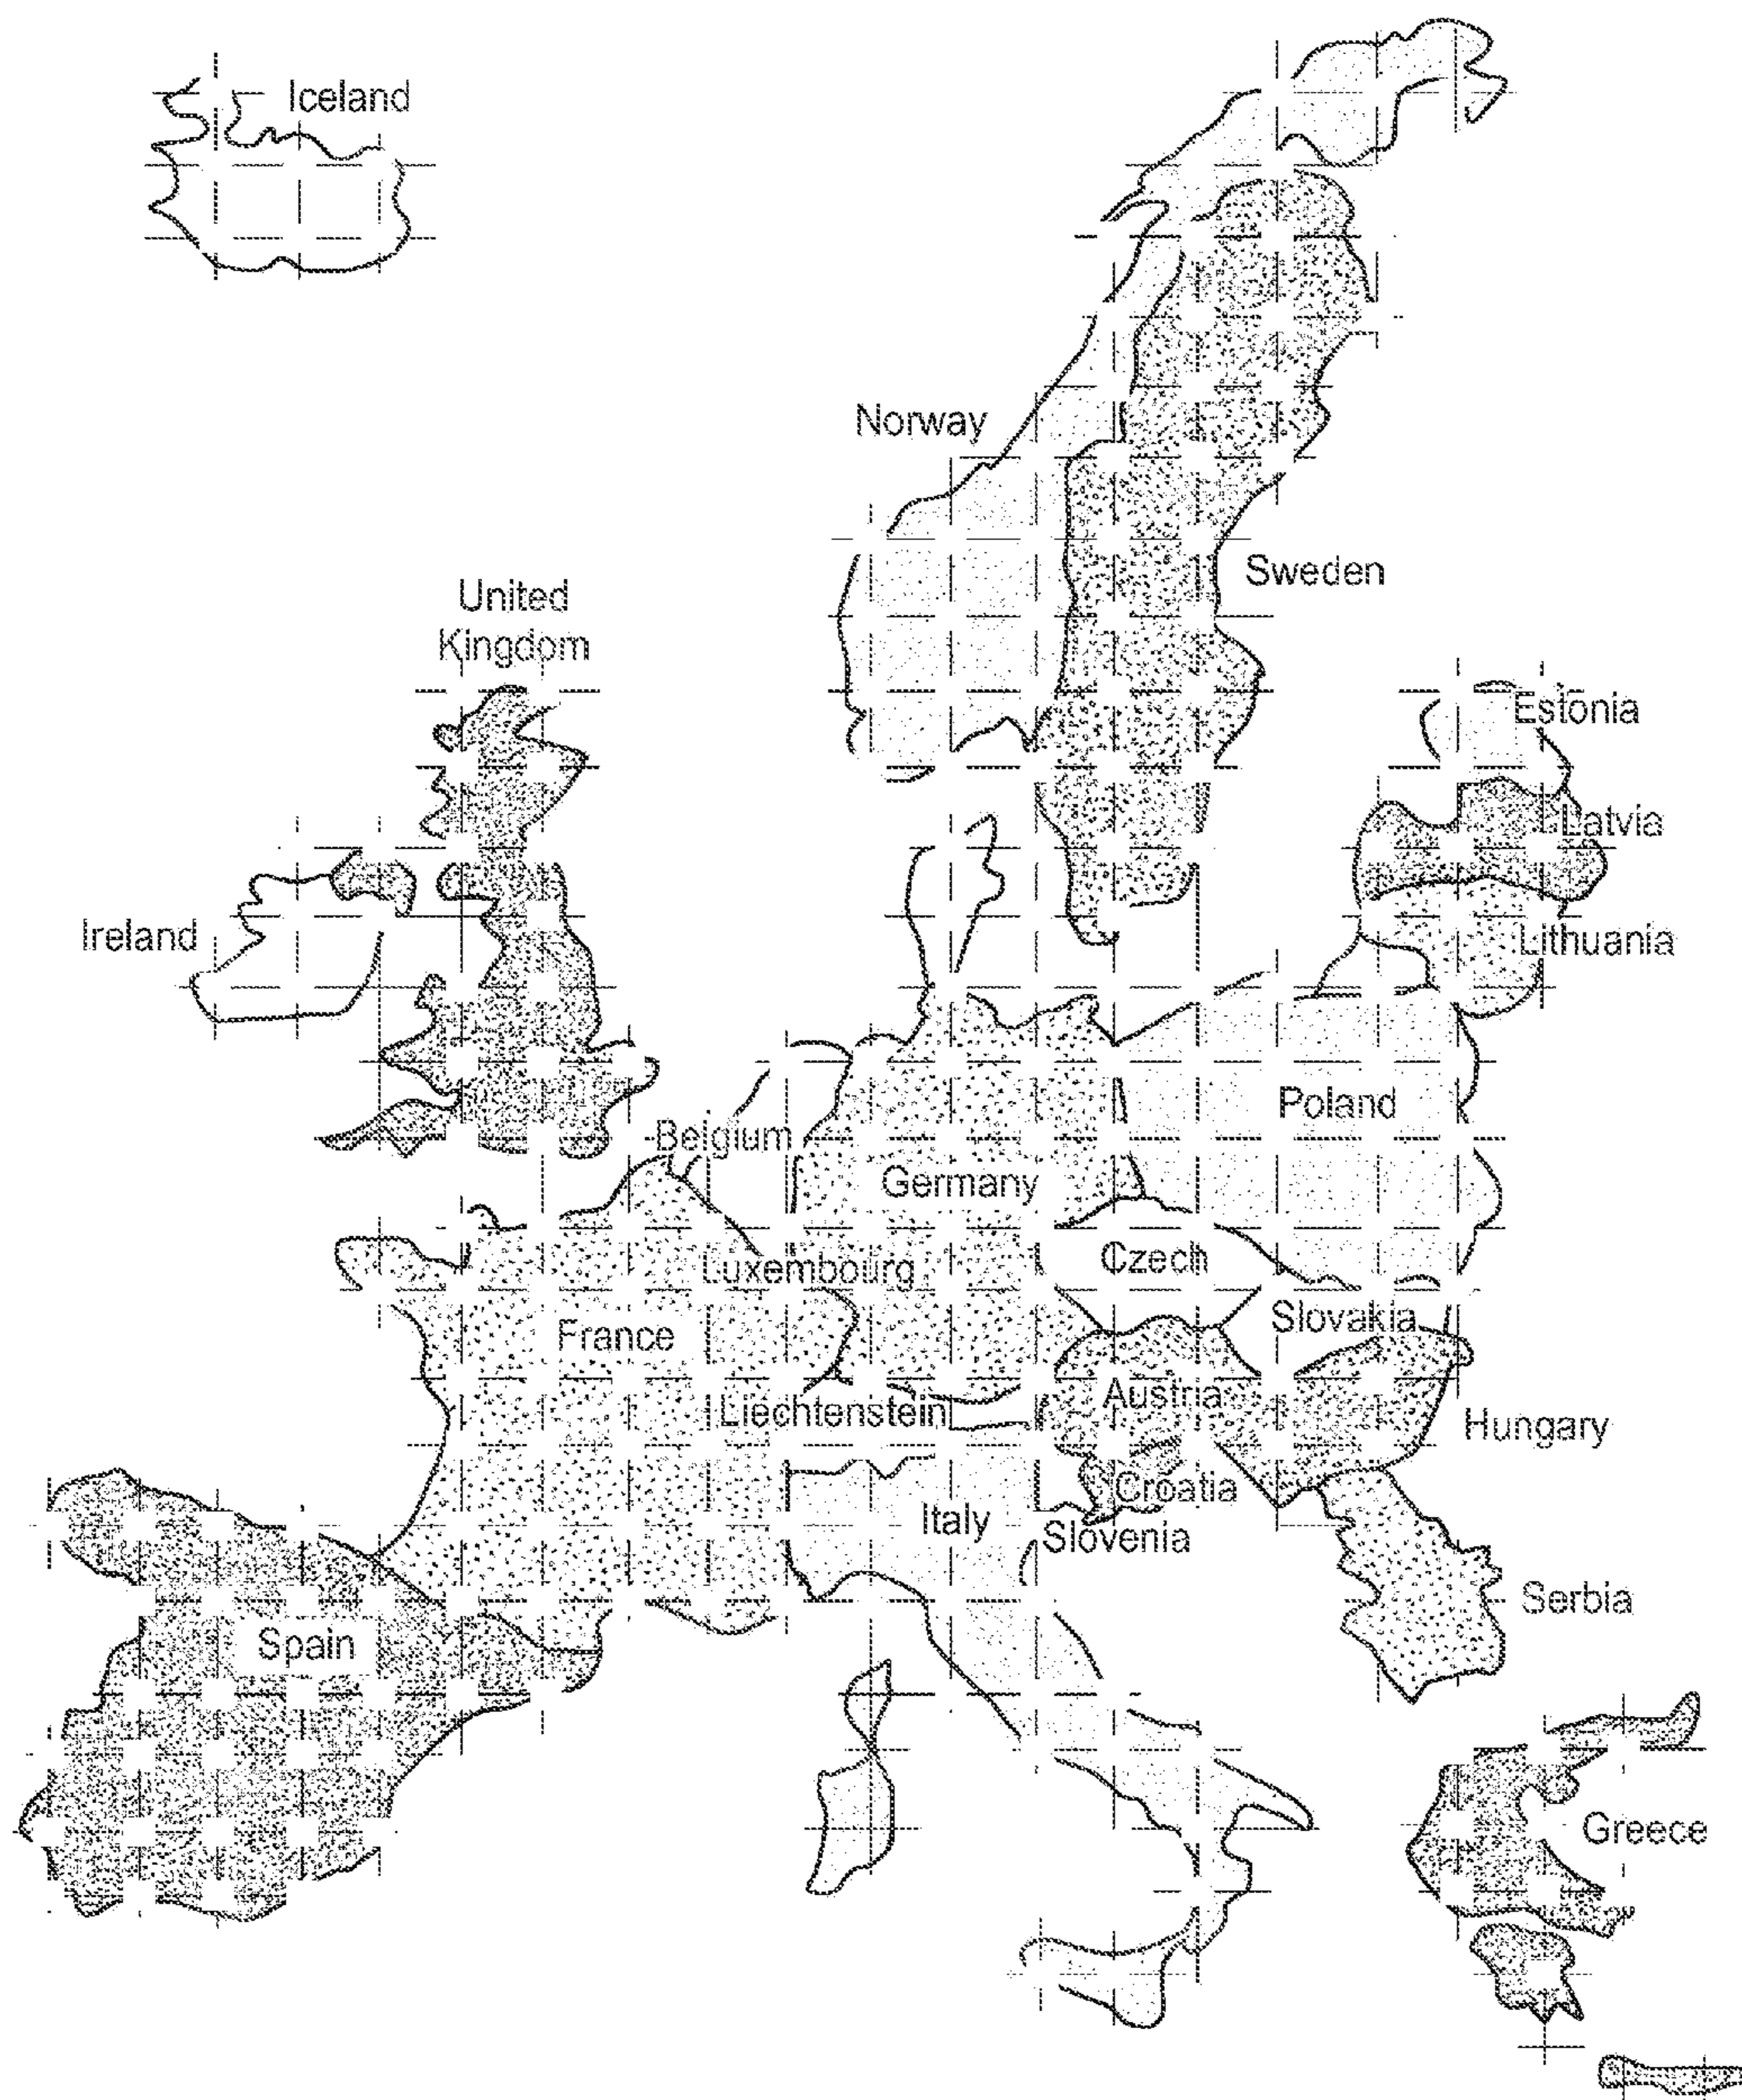 Iceland
Norway
Sweden
United
Kingdom
Estonia
Latvia
Ireland
Lithuania
Poland
Belgium
Germany
Czech
Luxembourg
Slovakia
France
Austria
Liechtenstein
Hungary
Croatia
Italy
Slovenia
Serbia
Spain
Greece